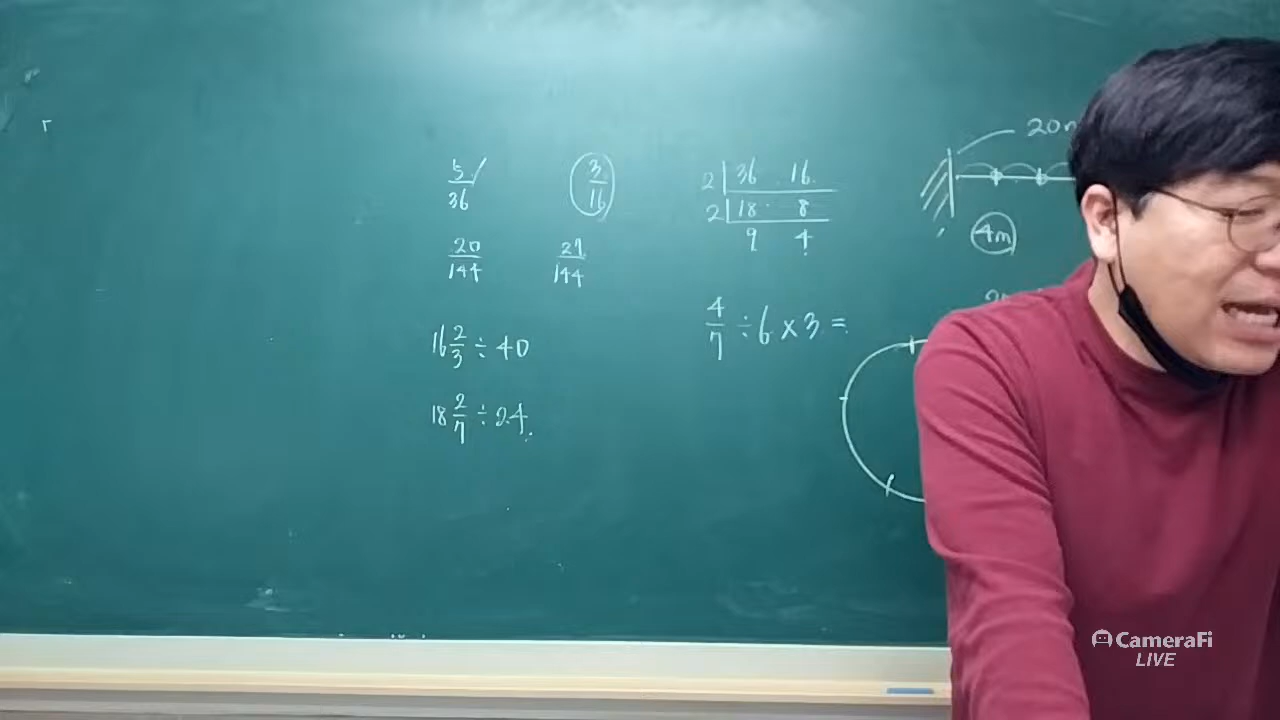 5/36 3/16
20/144 27/144
16 2/3 ÷ 40
18 2/7 ÷ 24
2 36 16
2 18 8
9 4
4/7 ÷ 6 × 3 =
20m
4m
CameraFi
LIVE